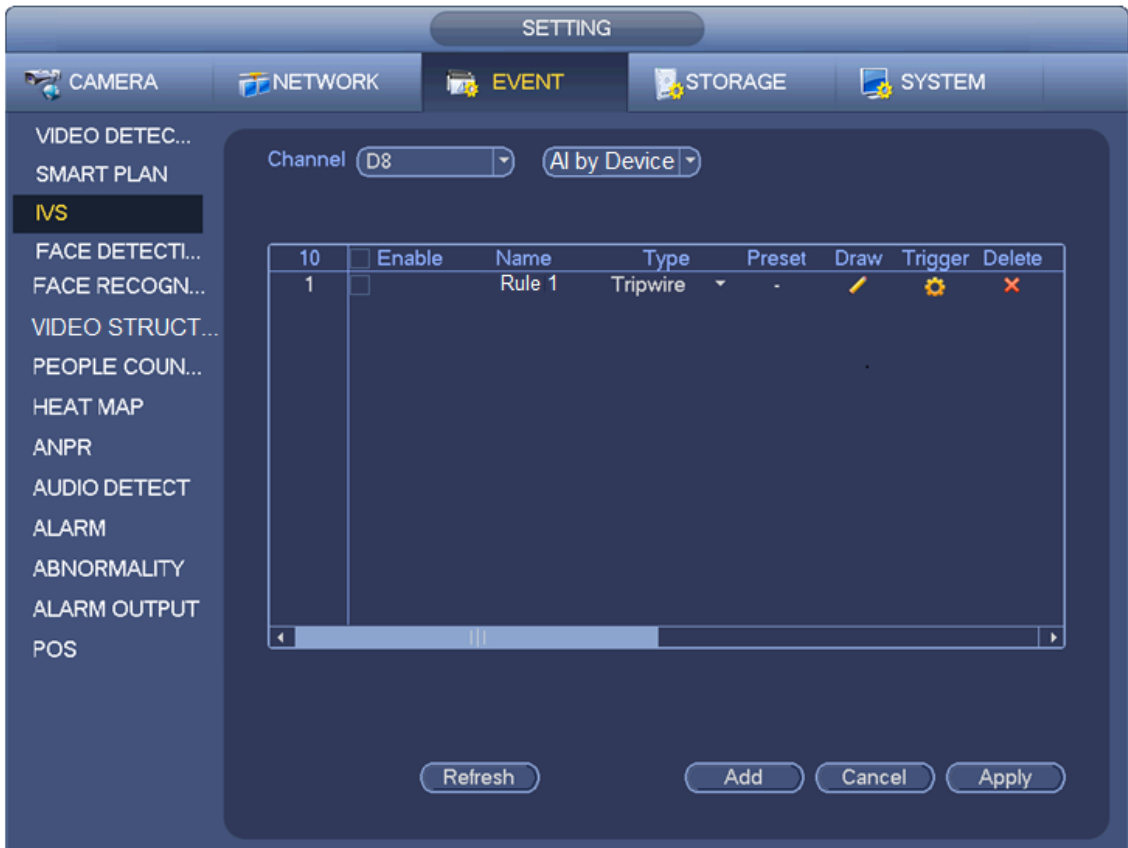 SETTING
CAMERA NETWORK EVENT STORAGE SYSTEM
VIDEO DETEC...
SMART PLAN
IVS
FACE DETECTI...
FACE RECOGN...
VIDEO STRUCT...
PEOPLE COUN...
HEAT MAP
ANPR
AUDIO DETECT
ALARM
ABNORMALITY
ALARM OUTPUT
POS
Channel D8 AI by Device
10 Enable Name Type Preset Draw Trigger Delete
1 Rule 1 Tripwire -
Refresh Add Cancel Apply